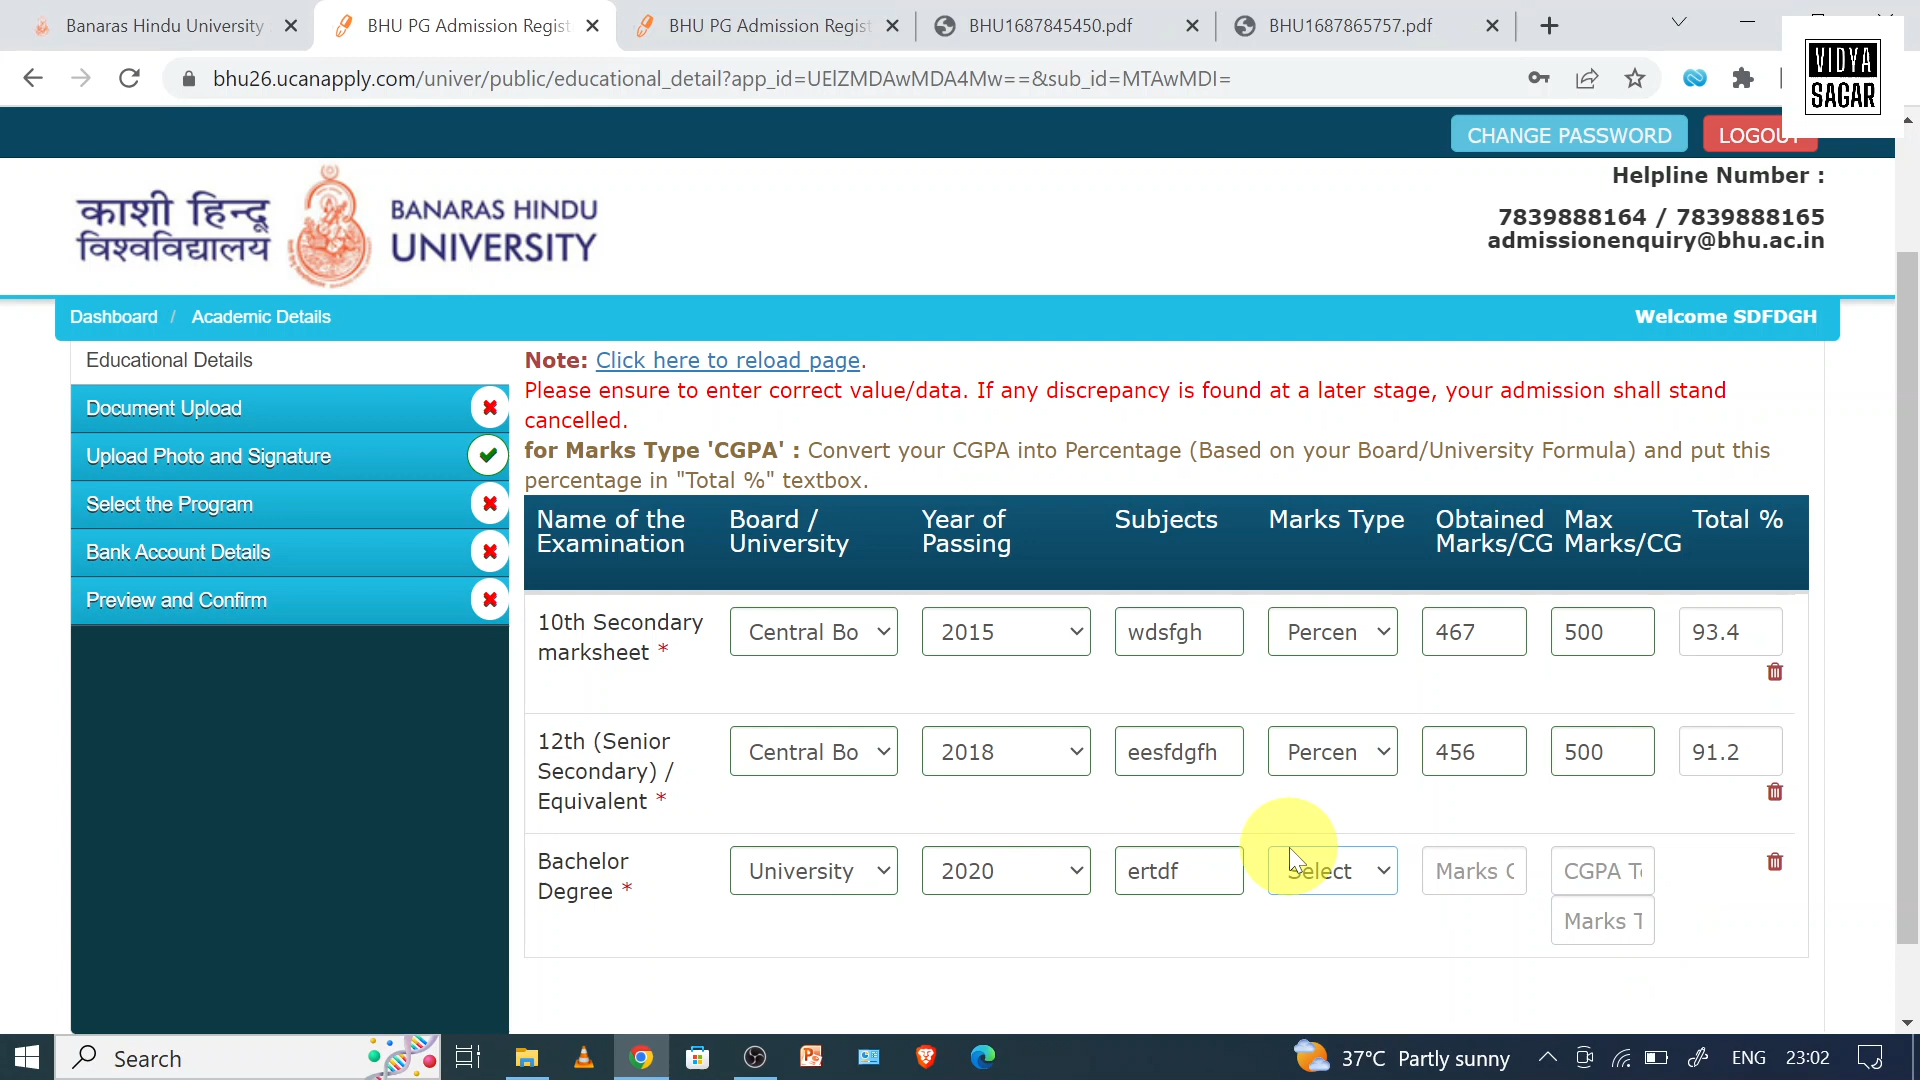 Banaras Hindu University
BHU PG Admission Regist
BHU PG Admission Regist
BHU1687845450.pdf
BHU1687865757.pdf
bhu26.ucanapply.com/univer/public/educational_detail?app_id=UElZMDAwMDA4Mw==&sub_id=MTAwMDI=
VIDYA
SAGAR
CHANGE PASSWORD
LOGOUT
काशी हिन्दू
विश्वविद्यालय
BANARAS HINDU
UNIVERSITY
Helpline Number :
7839888164 / 7839888165
admissionenquiry@bhu.ac.in
Dashboard / Academic Details
Welcome SDFDGH
Educational Details
Document Upload
Upload Photo and Signature
Select the Program
Bank Account Details
Preview and Confirm
Note: Click here to reload page.
Please ensure to enter correct value/data. If any discrepancy is found at a later stage, your admission shall stand
cancelled.
for Marks Type 'CGPA' : Convert your CGPA into Percentage (Based on your Board/University Formula) and put this
percentage in "Total %" textbox.
Name of the Board / Year of Subjects Marks Type Obtained Max Total %
Examination University Passing Marks/CG Marks/CG
10th Secondary Central Bo 2015 wdsfgh Percen 467 500 93.4
marksheet *
12th (Senior Central Bo 2018 eesfdgfh Percen 456 500 91.2
Secondary) /
Equivalent *
Bachelor University 2020 ertdf Select Marks CGPA
Degree *
Marks T
Search
37°C Partly sunny
ENG
23:02